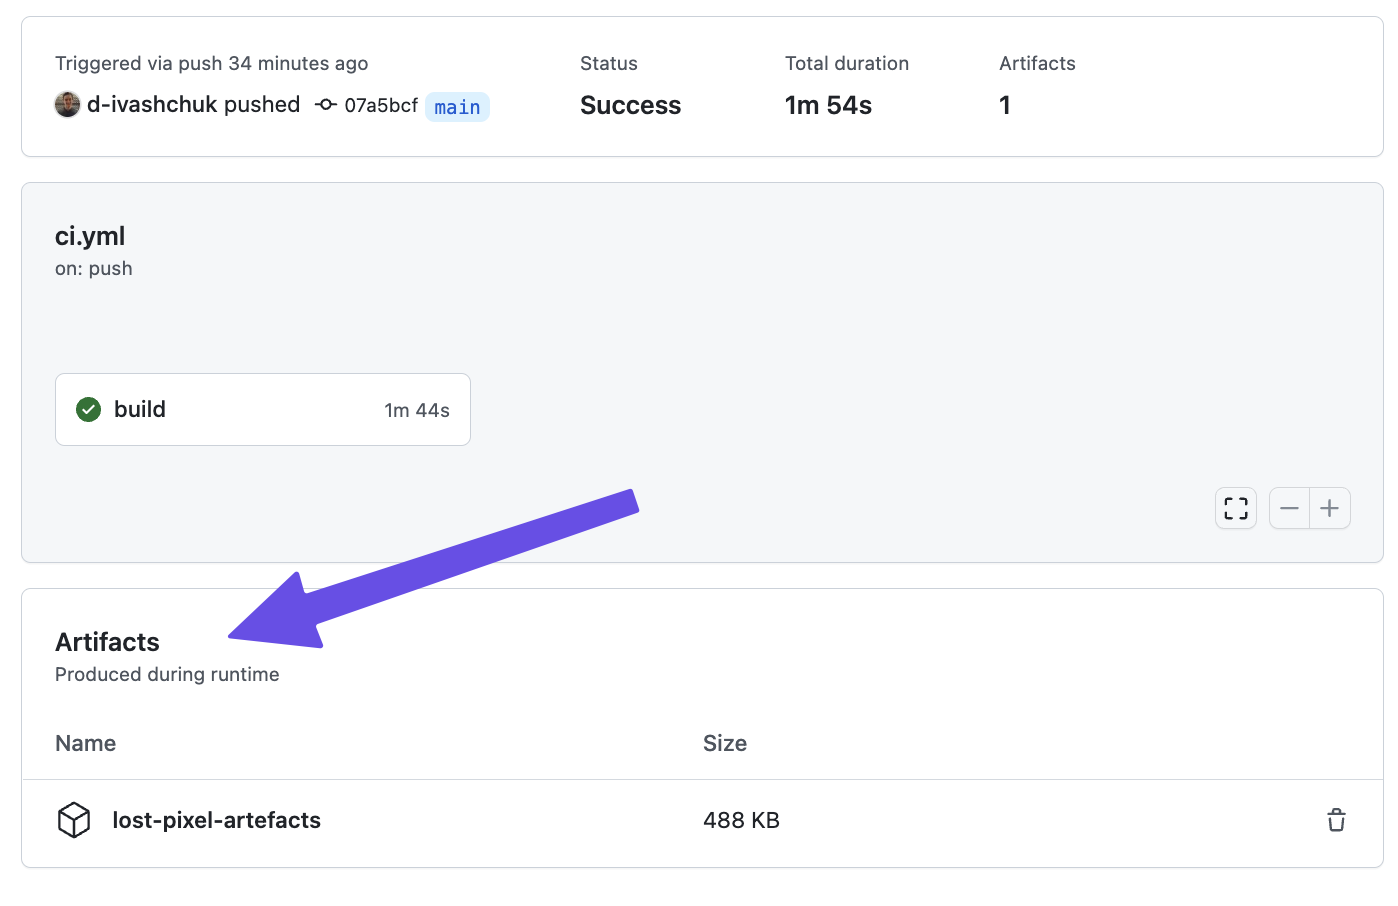 Triggered via push 34 minutes ago
d-ivashchuk pushed 07a5bcf main
Status
Success
Total duration
1m 54s
Artifacts
1
ci.yml
on: push
build 1m 44s
Artifacts
Produced during runtime
Name Size
lost-pixel-artefacts 488 KB